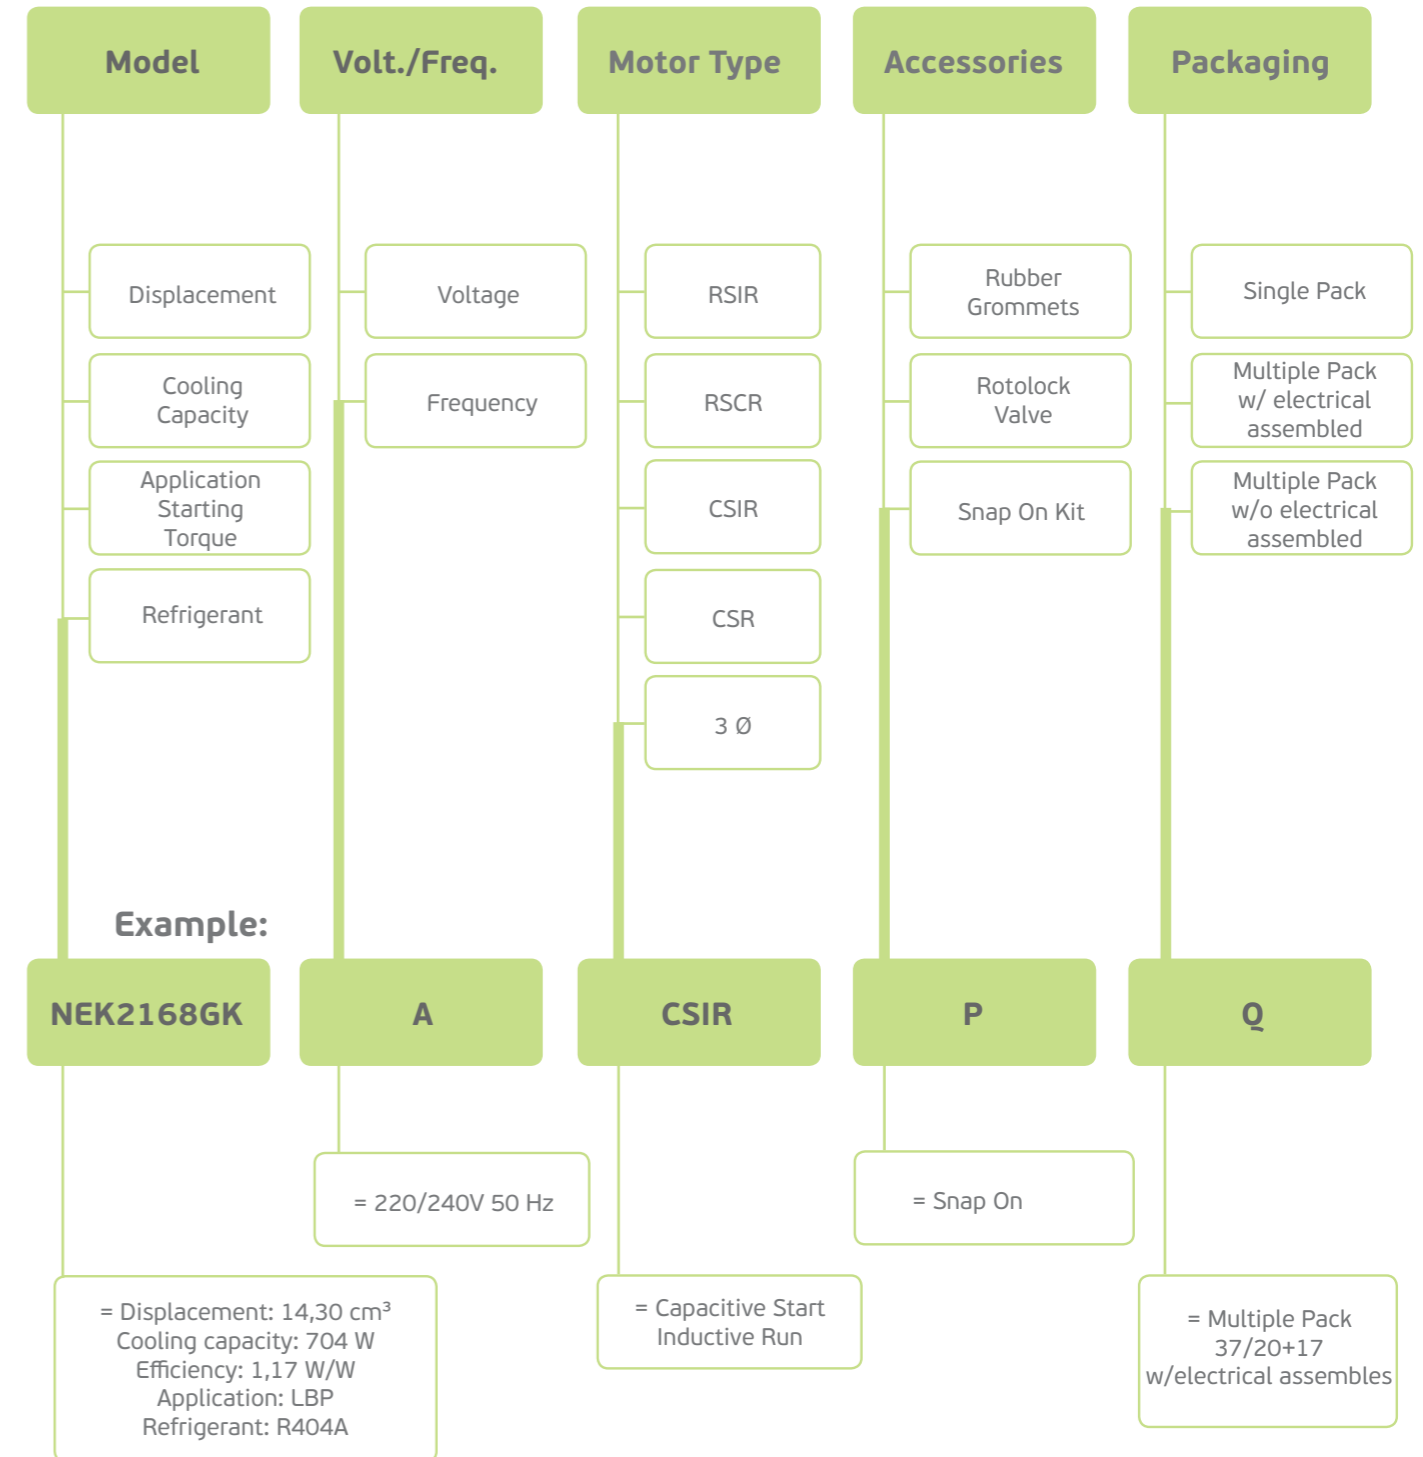 Model
Volt./Freq.
Motor Type
Accessories
Packaging
Displacement
Cooling
Capacity
Application
Starting
Torque
Refrigerant
Voltage
Frequency
RSIR
RSCR
CSIR
CSR
3 Ø
Rubber
Grommets
Rotolock
Valve
Snap On Kit
Single Pack
Multiple Pack
w/ electrical
assembled
Multiple Pack
w/o electrical
assembled
Example:
NEK2168GK
A
CSIR
P
Q
= Displacement: 14,30 cm³
Cooling capacity: 704 W
Efficiency: 1,17 W/W
Application: LBP
Refrigerant: R404A
= 220/240V 50 Hz
= Capacitive Start
Inductive Run
= Snap On
= Multiple Pack
37/20+17
w/electrical assembles